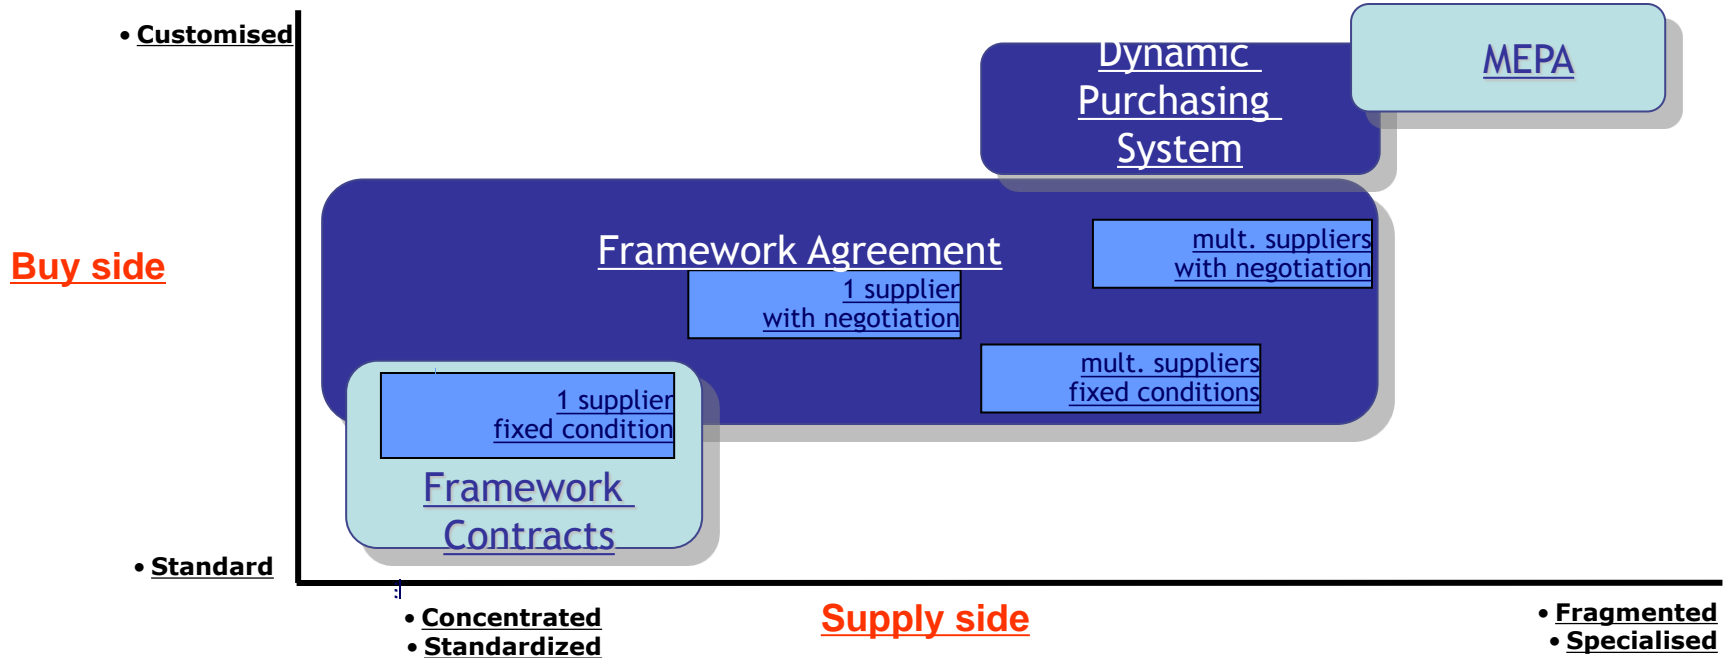 • Customised
Dynamic
Purchasing
System
MEPA
Buy side
Framework Agreement
mult. suppliers
with negotiation
1 supplier
with negotiation
mult. suppliers
fixed conditions
1 supplier
fixed condition
Framework
Contracts
• Standard
• Concentrated
• Standardized
Supply side
• Fragmented
• Specialised